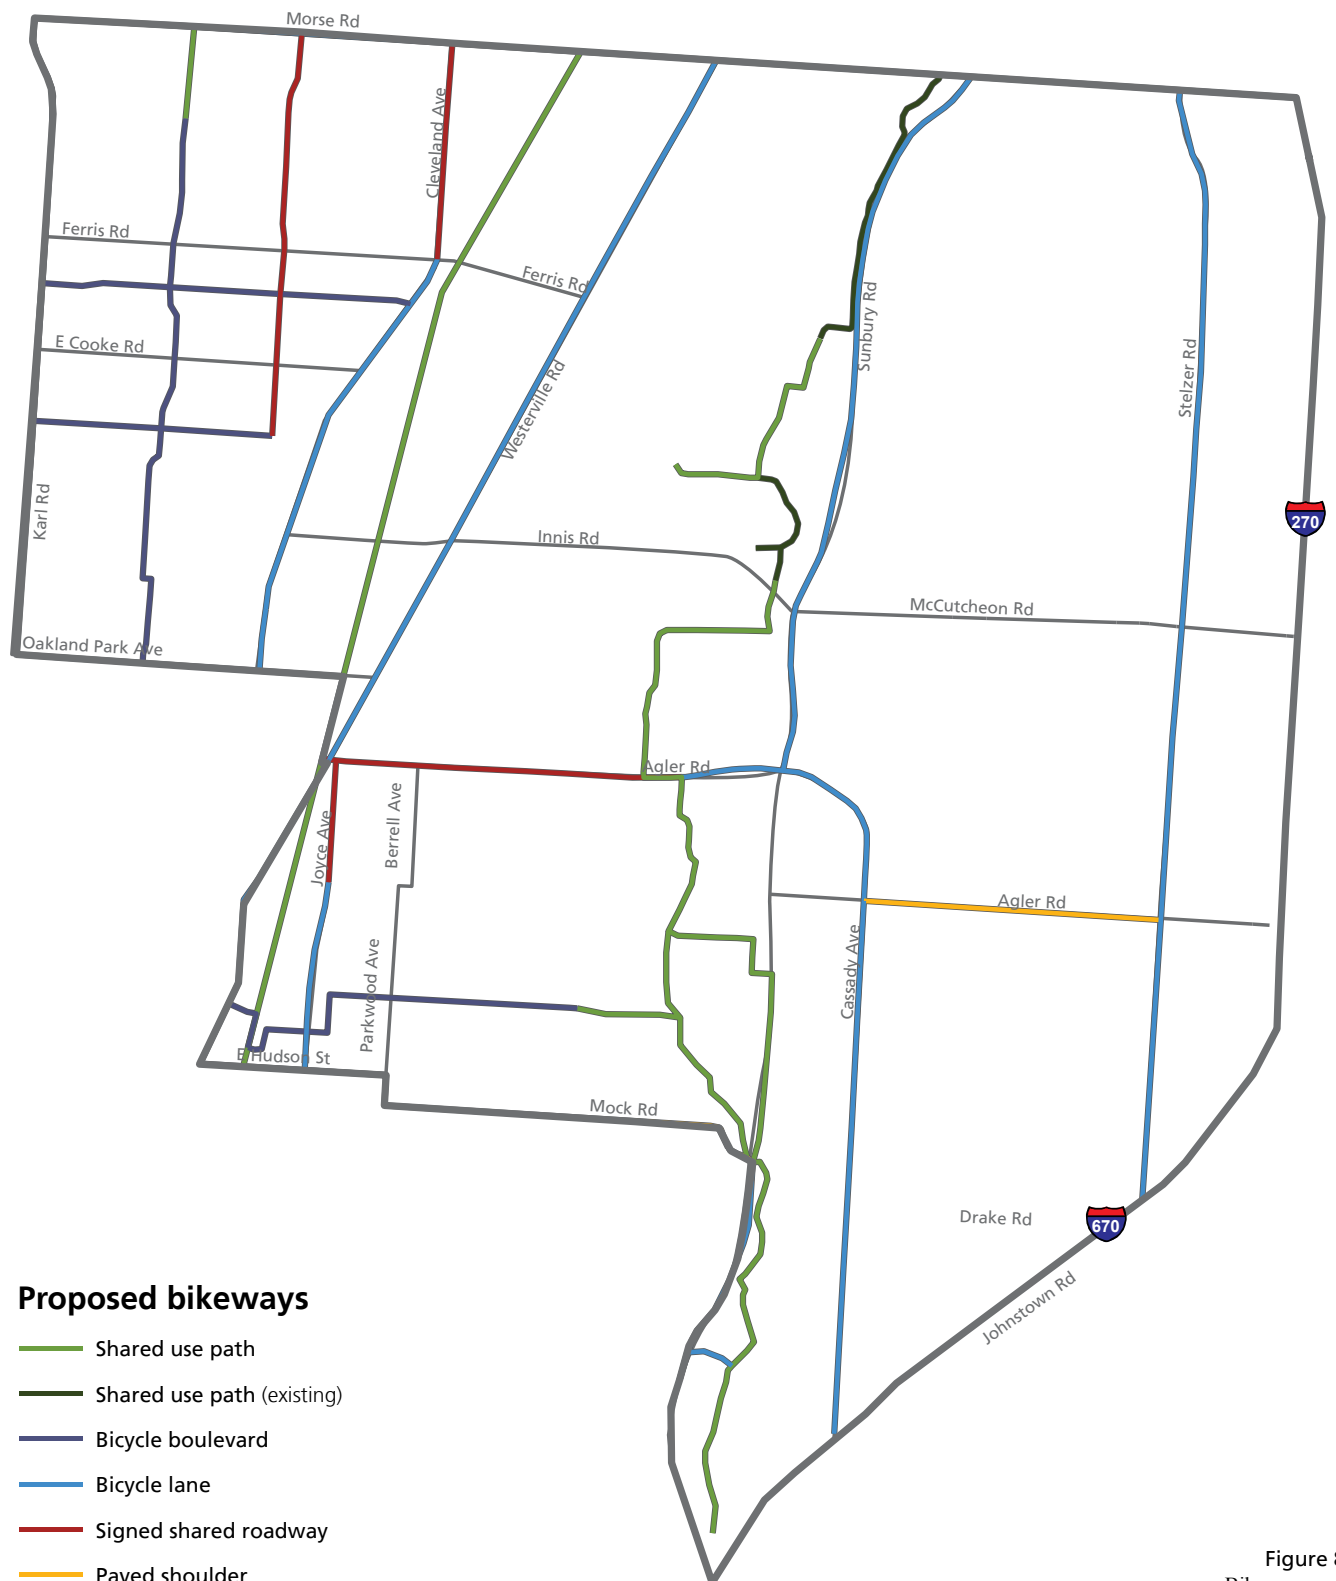 Morse Rd
Cleveland Ave
Ferris Rd
Ferris Rd
Sunbury Rd
E Cooke Rd
Stelzer Rd
Westerville Rd
Karl Rd
270
Innis Rd
McCutcheon Rd
Oakland Park Ave
Agler Rd
Joyce Ave
Berrell Ave
Agler Rd
Cassady Ave
Parkwood Ave
E Hudson St
Mock Rd
Drake Rd
670
Johnstown Rd
Proposed bikeways
Shared use path
Shared use path (existing)
Bicycle boulevard
Bicycle lane
Signed shared roadway
Paved shoulder
Figure 8